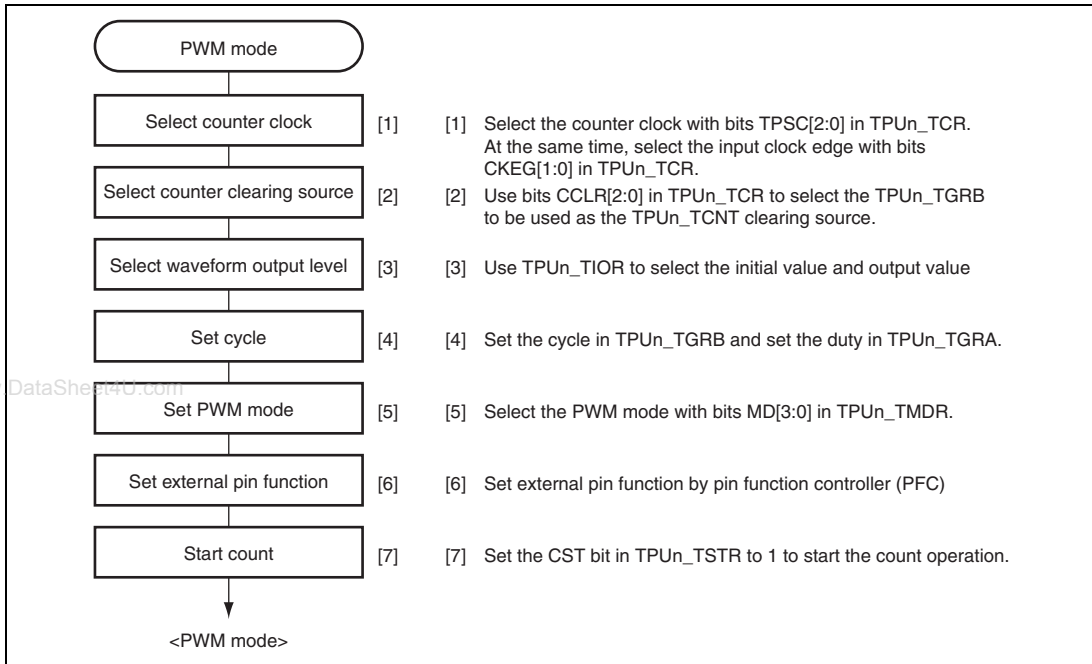 PWM mode
Select counter clock [1] [1] Select the counter clock with bits TPSC[2:0] in TPUn_TCR.
At the same time, select the input clock edge with bits
CKEG[1:0] in TPUn_TCR.
Select counter clearing source [2] [2] Use bits CCLR[2:0] in TPUn_TCR to select the TPUn_TGRB
to be used as the TPUn_TCNT clearing source.
Select waveform output level [3] [3] Use TPUn_TIOR to select the initial value and output value
Set cycle [4] [4] Set the cycle in TPUn_TGRB and set the duty in TPUn_TGRA.
.DataSheet4U.com
Set PWM mode [5] [5] Select the PWM mode with bits MD[3:0] in TPUn_TMDR.
Set external pin function [6] [6] Set external pin function by pin function controller (PFC)
Start count [7] [7] Set the CST bit in TPUn_TSTR to 1 to start the count operation.
<PWM mode>